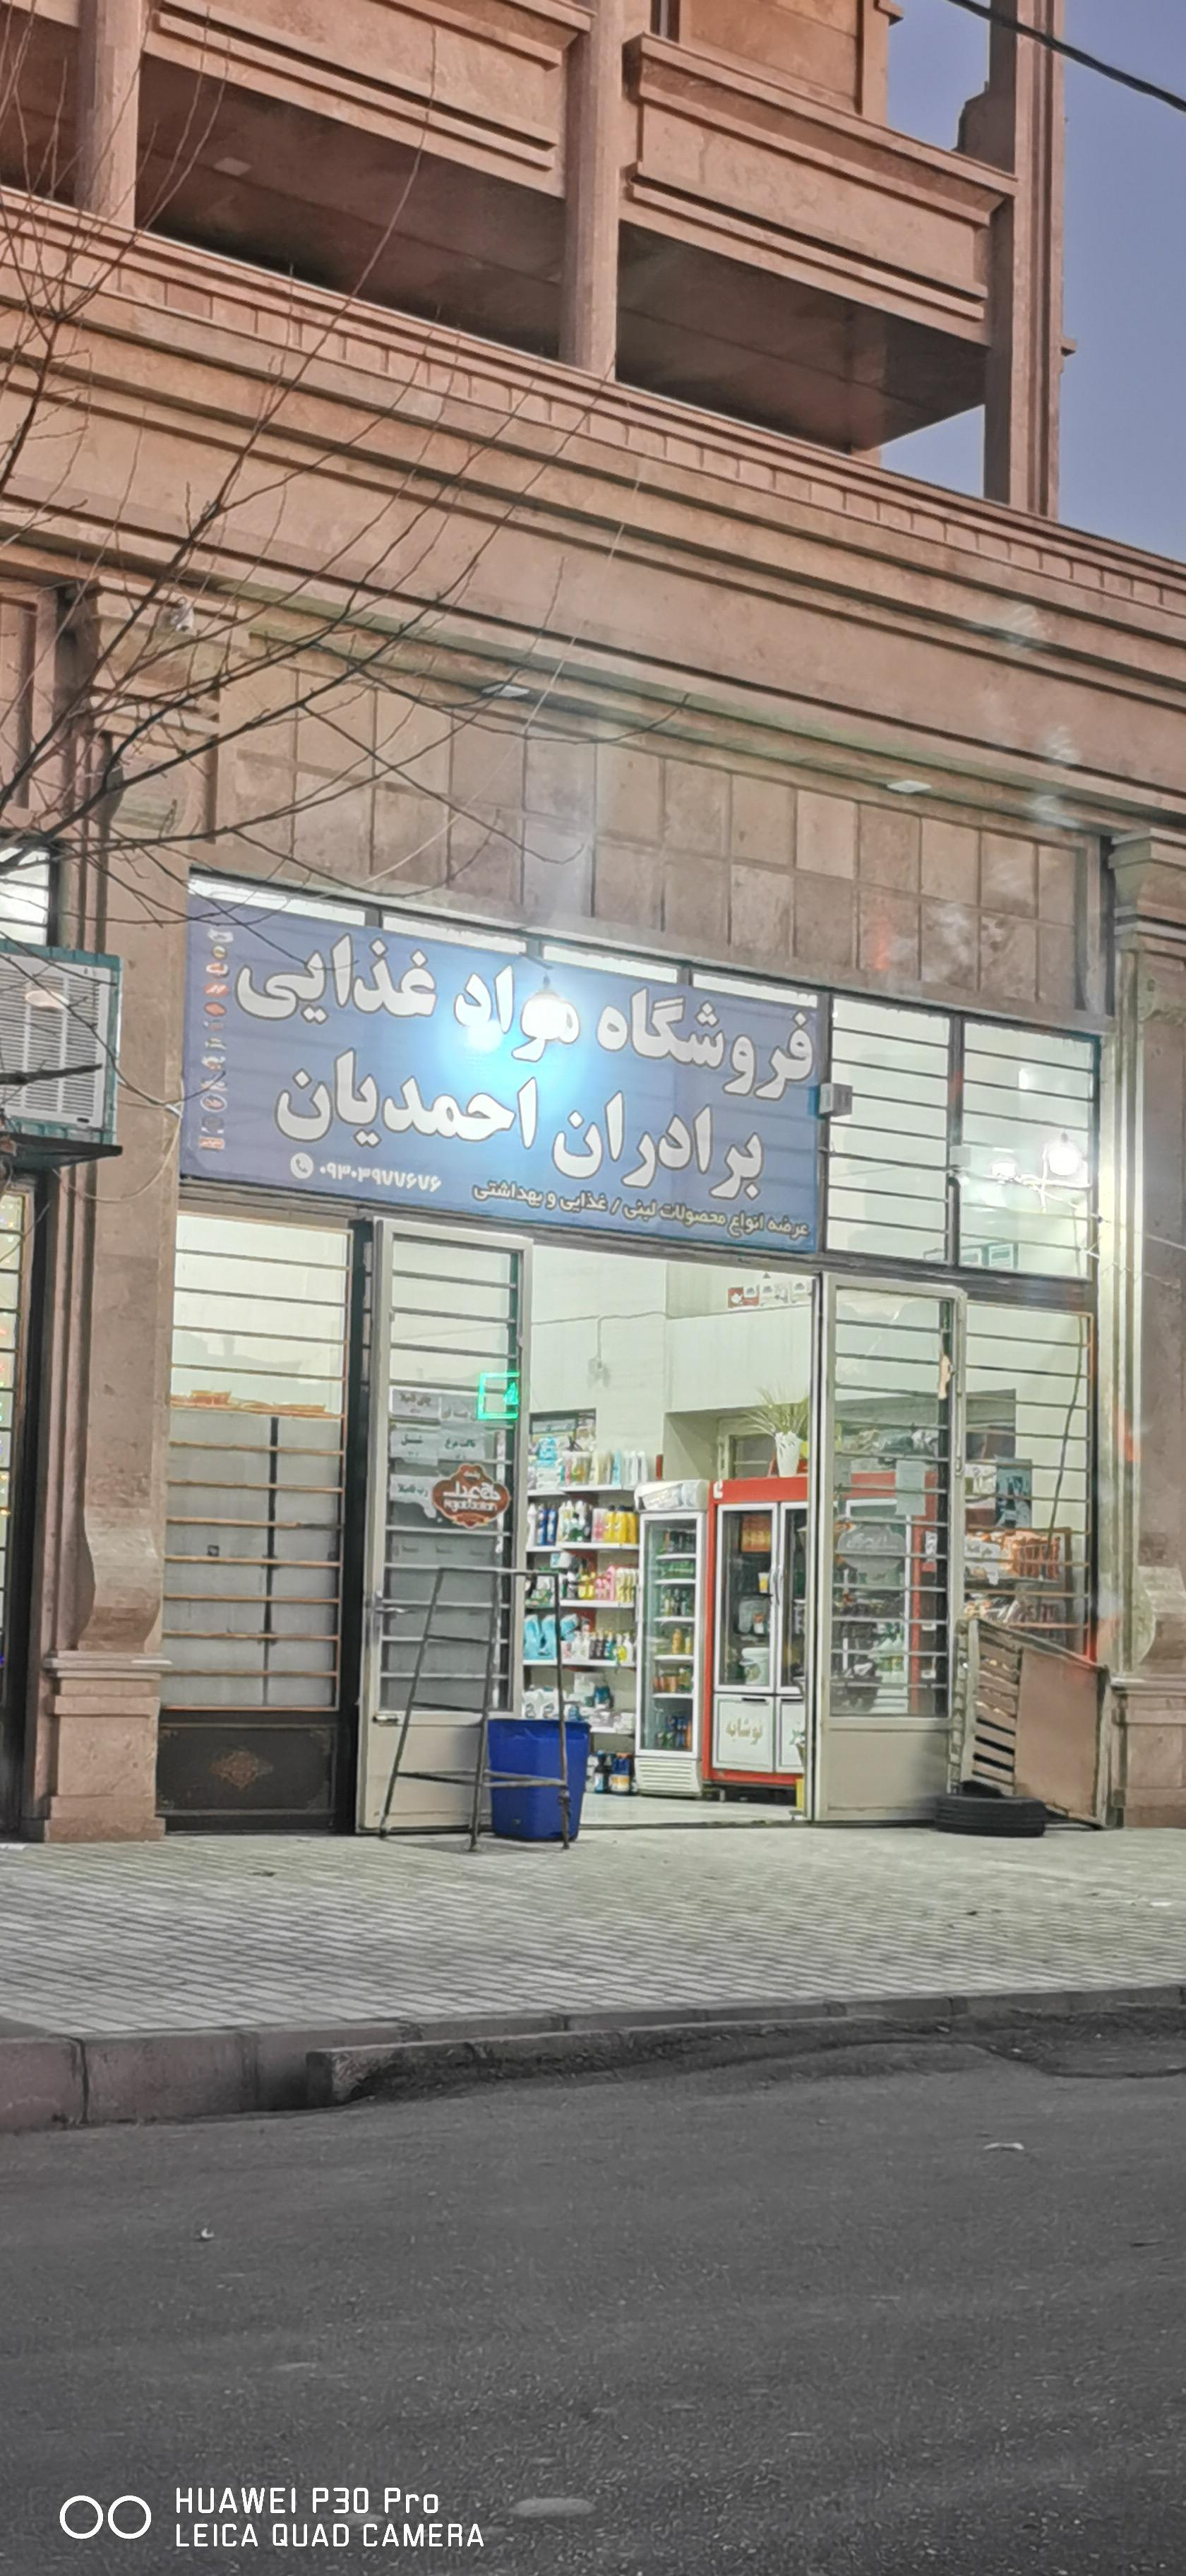 فروشگاه مواد غذایی
برادران احمدیان
عرضه انواع محصولات لبنی / غذایی و بهداشتی
۰۹۳۰۳۹۷۷۶۷۶
نوشابه
HUAWEI P30 Pro
LEICA QUAD CAMERA